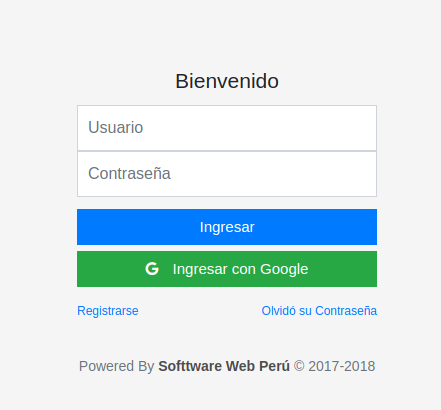 Bienvenido
Usuario
Contraseña
Ingresar
G Ingresar con Google
Registrarse Olvidó su Contraseña
Powered By Softtware Web Perú © 2017-2018